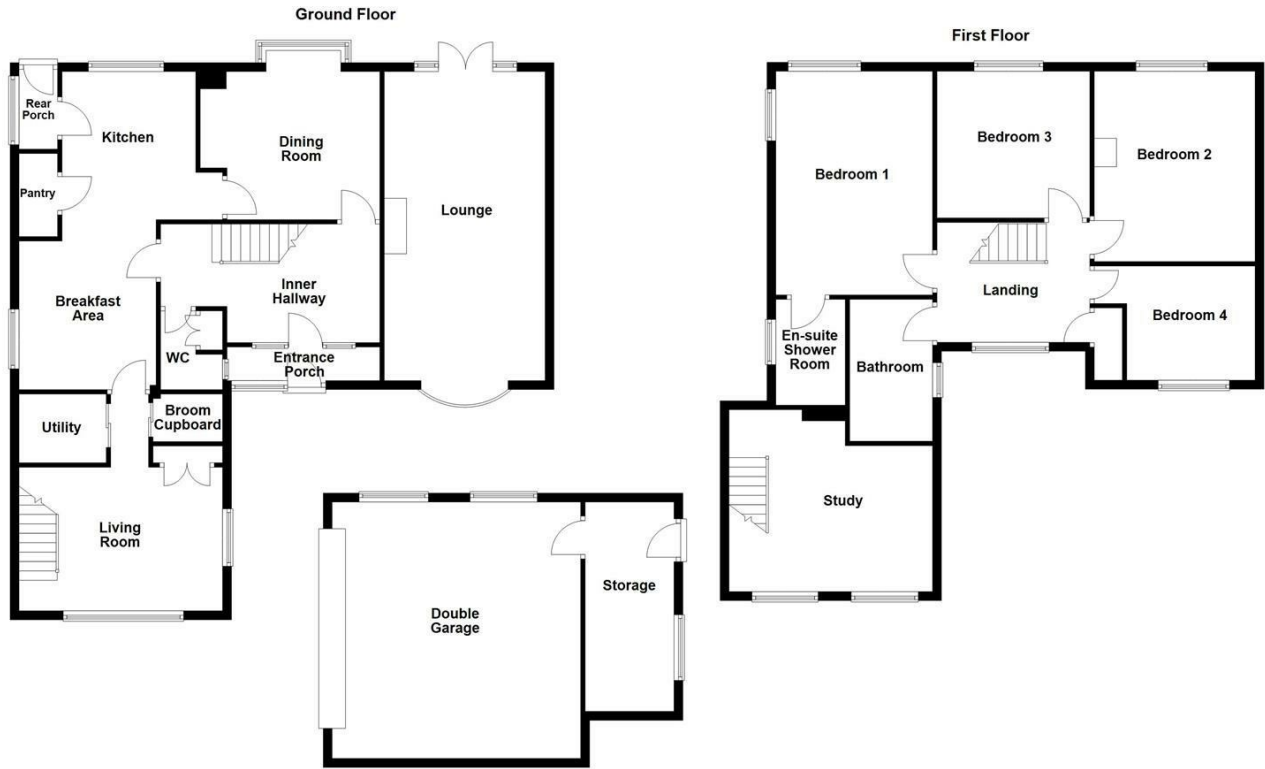 Ground Floor
Rear
Porch
Kitchen
Dining
Room
Pantry
Lounge
Inner
Hallway
Breakfast
Area
WC
Entrance
Porch
Utility
Broom
Cupboard
Living
Room
Double
Garage
Storage
First Floor
Bedroom 1
Bedroom 3
Bedroom 2
Landing
Bedroom 4
En-suite
Shower
Room
Bathroom
Study